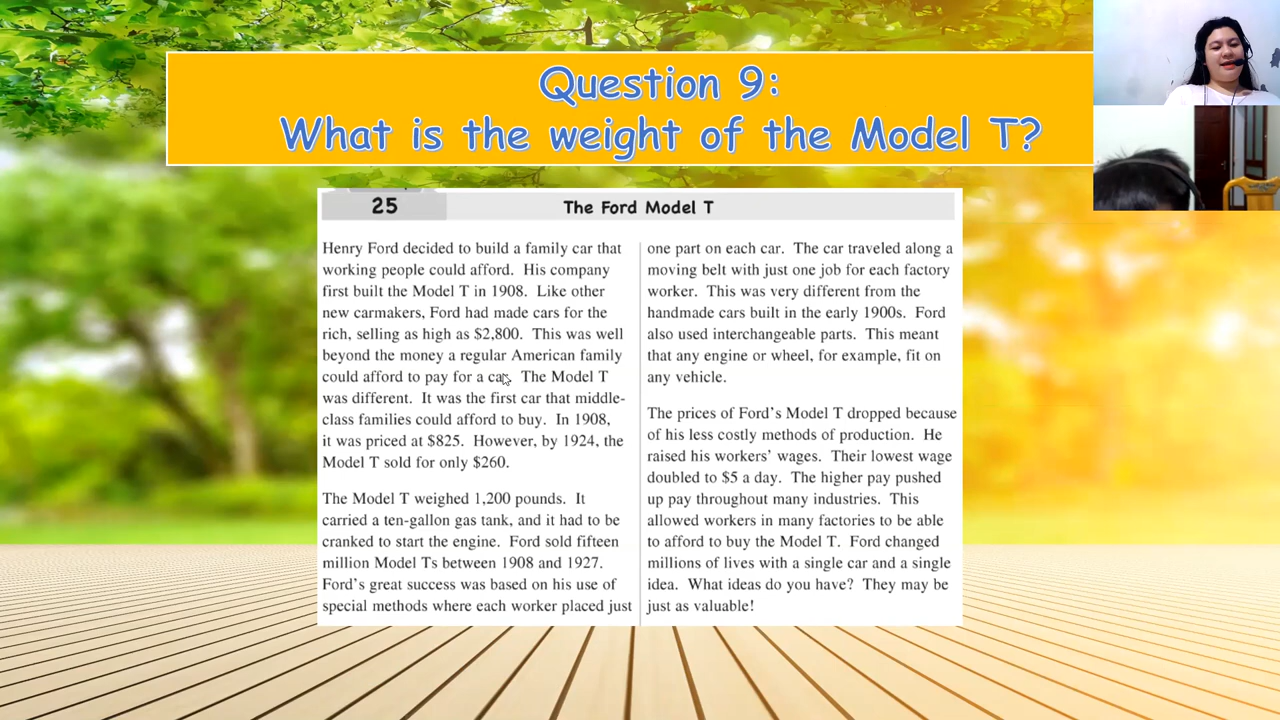 Question 9:
What is the weight of the Model T?
25
The Ford Model T
Henry Ford decided to build a family car that
working people could afford. His company
first built the Model T in 1908. Like other
new carmakers, Ford had made cars for the
rich, selling as high as $2,800. This was well
beyond the money a regular American family
could afford to pay for a car. The Model T
was different. It was the first car that middle-
class families could afford to buy. In 1908,
it was priced at $825. However, by 1924, the
Model T sold for only $260.
The Model T weighed 1,200 pounds. It
carried a ten-gallon gas tank, and it had to be
cranked to start the engine. Ford sold fifteen
million Model Ts between 1908 and 1927.
Ford's great success was based on his use of
special methods where each worker placed just
one part on each car. The car traveled along a
moving belt with just one job for each factory
worker. This was very different from the
handmade cars built in the early 1900s. Ford
also used interchangeable parts. This meant
that any engine or wheel, for example, fit on
any vehicle.
The prices of Ford's Model T dropped because
of his less costly methods of production. He
raised his workers' wages. Their lowest wage
doubled to $5 a day. The higher pay pushed
up pay throughout many industries. This
allowed workers in many factories to be able
to afford to buy the Model T. Ford changed
millions of lives with a single car and a single
idea. What ideas do you have? They may be
just as valuable!